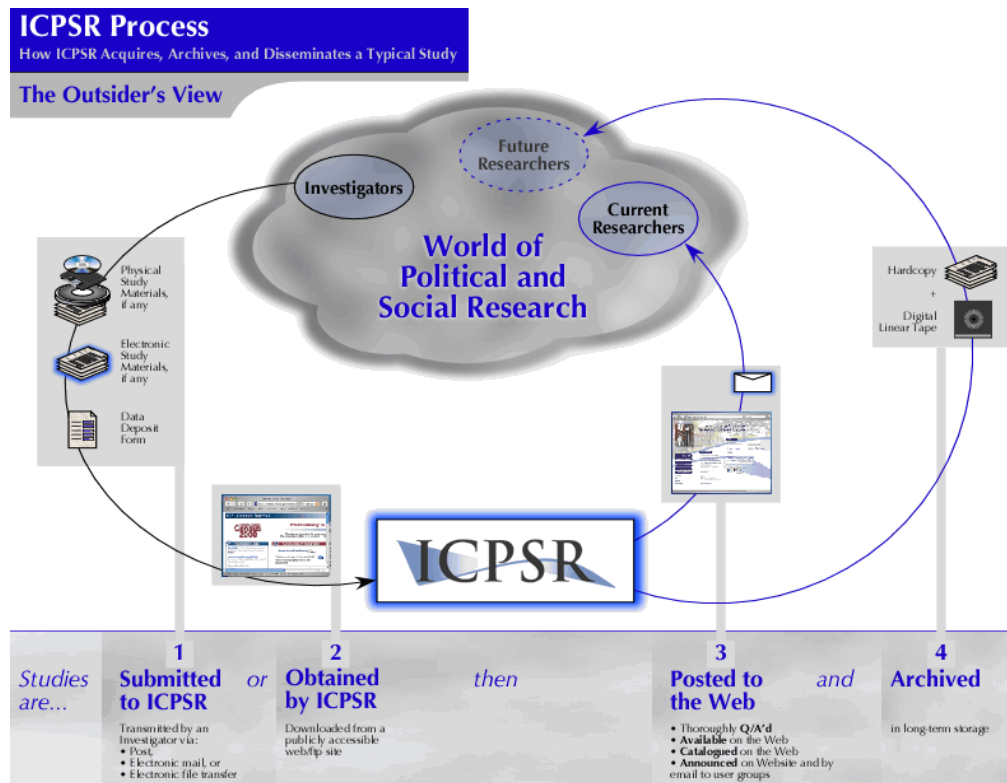 ICPSR Process
How ICPSR Acquires, Archives, and Disseminates a Typical Study
The Outsider's View
Future
Researchers
Investigators
Current
Researchers
World of
Political and
Social Research
Physical
Study
Materials,
if any
Electronic
Study
Materials,
if any
Data
Deposit
Form
Hardcopy
+
Digital
Linear Tape
2000
ICPSR
Studies
are...
1
Submitted
to ICPSR
Transmitted by an
Investigator via:
• Post,
• Electronic mail, or
• Electronic file transfer
or
2
Obtained
by ICPSR
Downloaded from a
publicly accessible
web/ftp site
then
3
Posted to
the Web
• Thoroughly Q/A'd
• Available on the Web
• Catalogued on the Web
• Announced on Website and by
email to user groups
and
4
Archived
in long-term storage